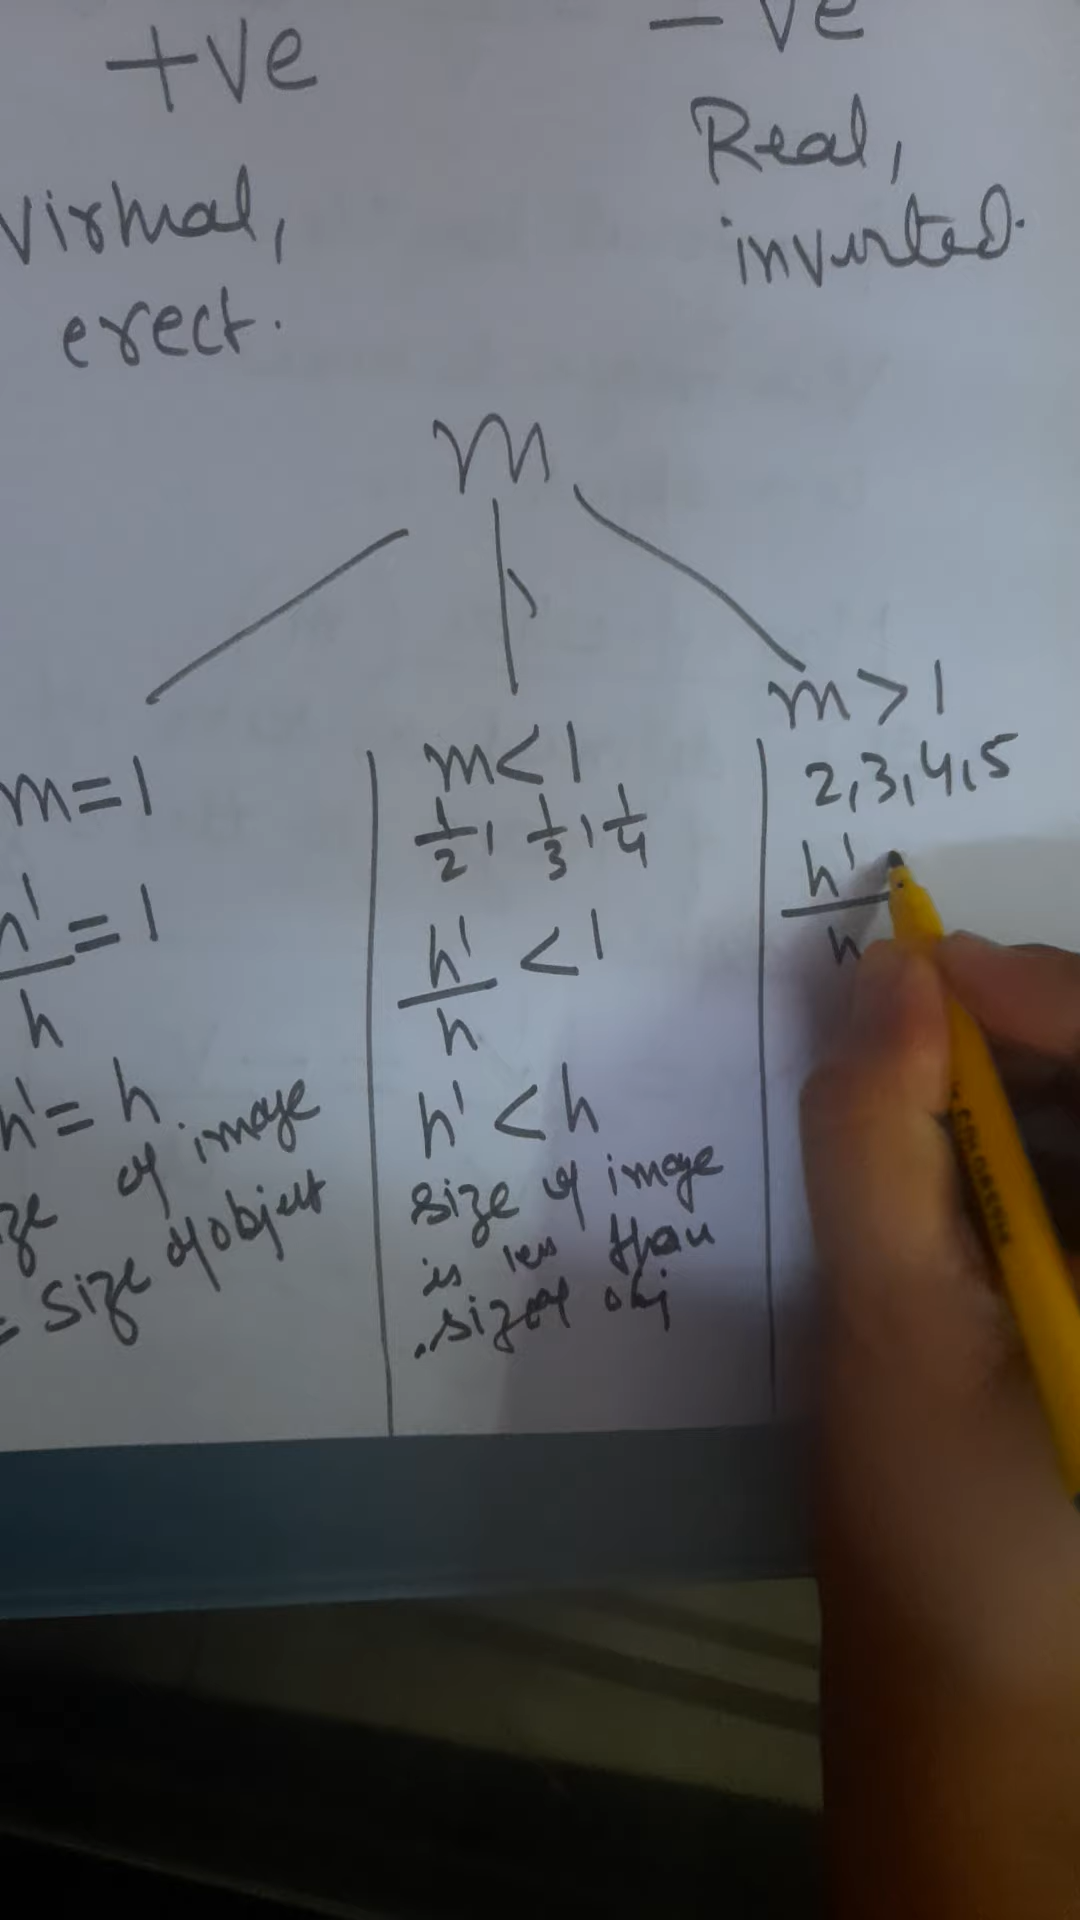 +ve
- ve
virtual,
erect.
Real,
inverted.
m
m=1
h'/h = 1
h'= h
of image
= size of object
m<1
1/2, 1/3, 1/4
h'/h < 1
h' < h
size of image
is less than
size of obj
m > 1
2,3,4,5
h'/h